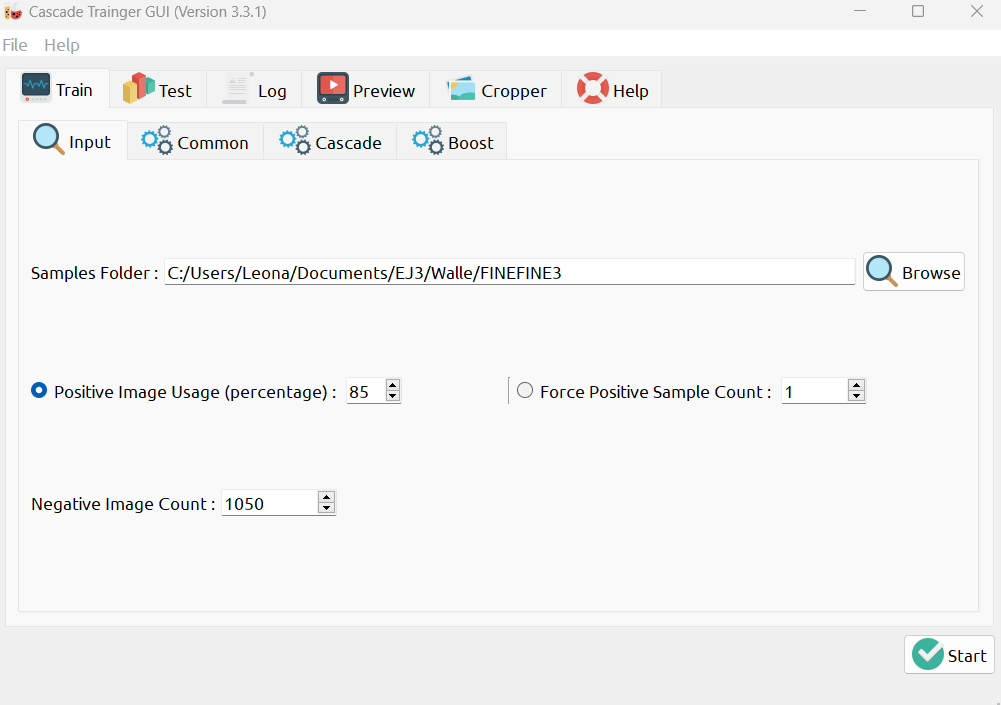 Cascade Trainger GUI (Version 3.3.1)
File Help
Train Test Log Preview Cropper Help
Input Common Cascade Boost
Samples Folder : C:/Users/Leona/Documents/EJ3/Walle/FINEFINE3 Browse
Positive Image Usage (percentage) : 85 Force Positive Sample Count : 1
Negative Image Count : 1050
Start